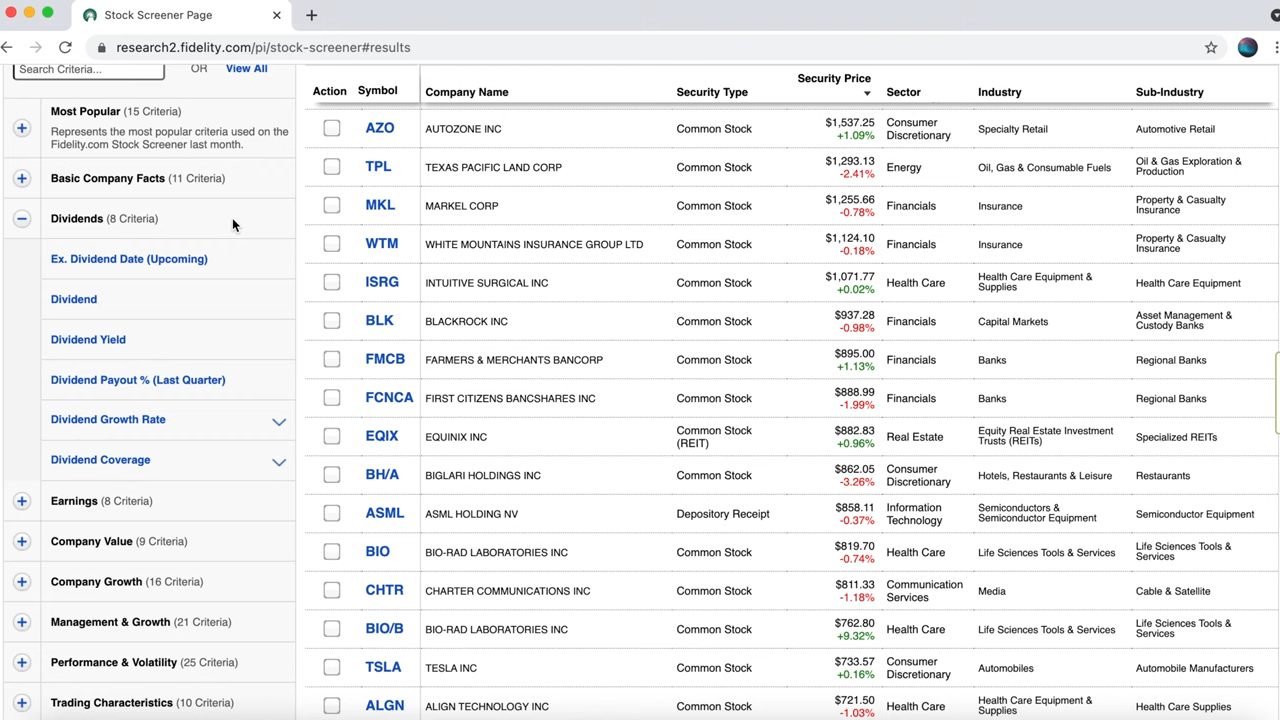 Stock Screener Page
research2.fidelity.com/pi/stock-screener#results
Search Criteria...
OR
View All
Most Popular (15 Criteria)
Represents the most popular criteria used on the
Fidelity.com Stock Screener last month.
Basic Company Facts (11 Criteria)
Dividends (8 Criteria)
Ex. Dividend Date (Upcoming)
Dividend
Dividend Yield
Dividend Payout % (Last Quarter)
Dividend Growth Rate
Dividend Coverage
Earnings (8 Criteria)
Company Value (9 Criteria)
Company Growth (16 Criteria)
Management & Growth (21 Criteria)
Performance & Volatility (25 Criteria)
Trading Characteristics (10 Criteria)
Action Symbol Company Name Security Type Security Price Sector Industry Sub-Industry
AZO AUTOZONE INC Common Stock $1,537.25 Consumer Specialty Retail Automotive Retail
+1.09% Discretionary
TPL TEXAS PACIFIC LAND CORP Common Stock $1,293.13 Energy Oil, Gas & Consumable Fuels Oil & Gas Exploration &
-2.41% Production
MKL MARKEL CORP Common Stock $1,255.66 Financials Insurance Property & Casualty
-0.78% Insurance
WTM WHITE MOUNTAINS INSURANCE GROUP LTD Common Stock $1,124.10 Financials Insurance Property & Casualty
-0.18% Insurance
ISRG INTUITIVE SURGICAL INC Common Stock $1,071.77 Health Care Health Care Equipment & Health Care Equipment
+0.02% Supplies
BLK BLACKROCK INC Common Stock $937.28 Financials Capital Markets Asset Management &
-0.98% Custody Banks
FMCB FARMERS & MERCHANTS BANCORP Common Stock $895.00 Financials Banks Regional Banks
+1.13%
FCNCA FIRST CITIZENS BANCSHARES INC Common Stock $888.99 Financials Banks Regional Banks
-1.99%
EQIX EQUINIX INC Common Stock $882.83 Real Estate Equity Real Estate Investment Specialized REITs
(REIT) +0.96% Trusts (REITs)
BH/A BIGLARI HOLDINGS INC Common Stock $862.05 Consumer Hotels, Restaurants & Leisure Restaurants
-3.26% Discretionary
ASML ASML HOLDING NV Depository Receipt $858.11 Information Semiconductors & Semiconductor Equipment
-0.37% Technology Semiconductor Equipment
BIO BIO-RAD LABORATORIES INC Common Stock $819.70 Health Care Life Sciences Tools & Services Life Sciences Tools &
-0.74% Services
CHTR CHARTER COMMUNICATIONS INC Common Stock $811.33 Communication Media Cable & Satellite
-1.18% Services
BIO/B BIO-RAD LABORATORIES INC Common Stock $762.80 Health Care Life Sciences Tools & Services Life Sciences Tools &
+9.32% Services
TSLA TESLA INC Common Stock $733.57 Consumer Automobiles Automobile Manufacturers
+0.16% Discretionary
ALGN ALIGN TECHNOLOGY INC Common Stock $721.50 Health Care Health Care Equipment & Health Care Supplies
-1.03% Supplies